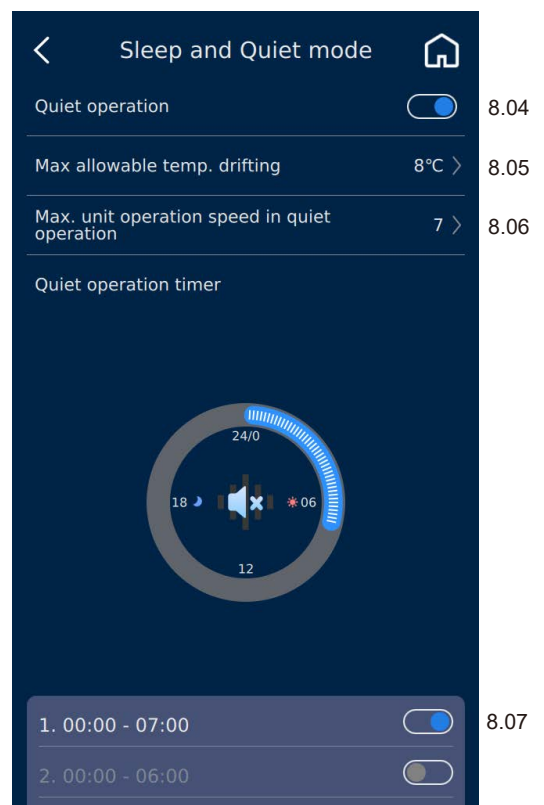 Sleep and Quiet mode
Quiet operation
8.04
Max allowable temp. drifting
8℃
8.05
Max. unit operation speed in quiet
operation
7
8.06
Quiet operation timer
24/0
18
06
12
1. 00:00 - 07:00
8.07
2. 00:00 - 06:00